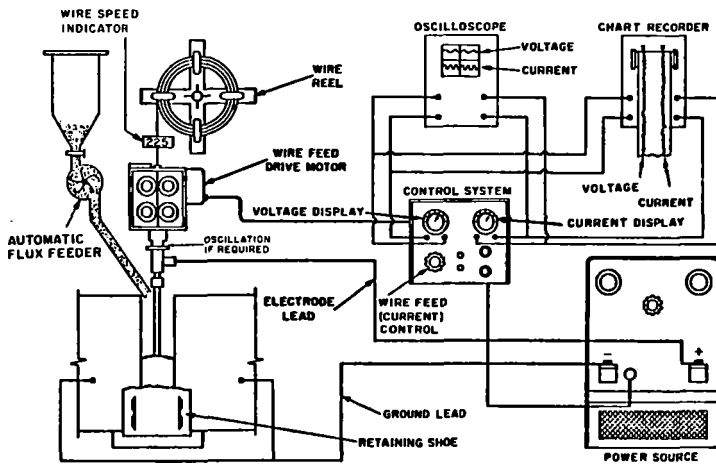 WIRE SPEED
INDICATOR
WIRE
REEL
225
WIRE FEED
DRIVE MOTOR
AUTOMATIC
FLUX FEEDER
OSCILLATION
IF REQUIRED
ELECTRODE
LEAD
OSCILLOSCOPE
VOLTAGE
CURRENT
CHART RECORDER
VOLTAGE
CURRENT
CONTROL SYSTEM
VOLTAGE DISPLAY
CURRENT DISPLAY
WIRE FEED
(CURRENT)
CONTROL
GROUND LEAD
RETAINING SHOE
−
+
POWER SOURCE